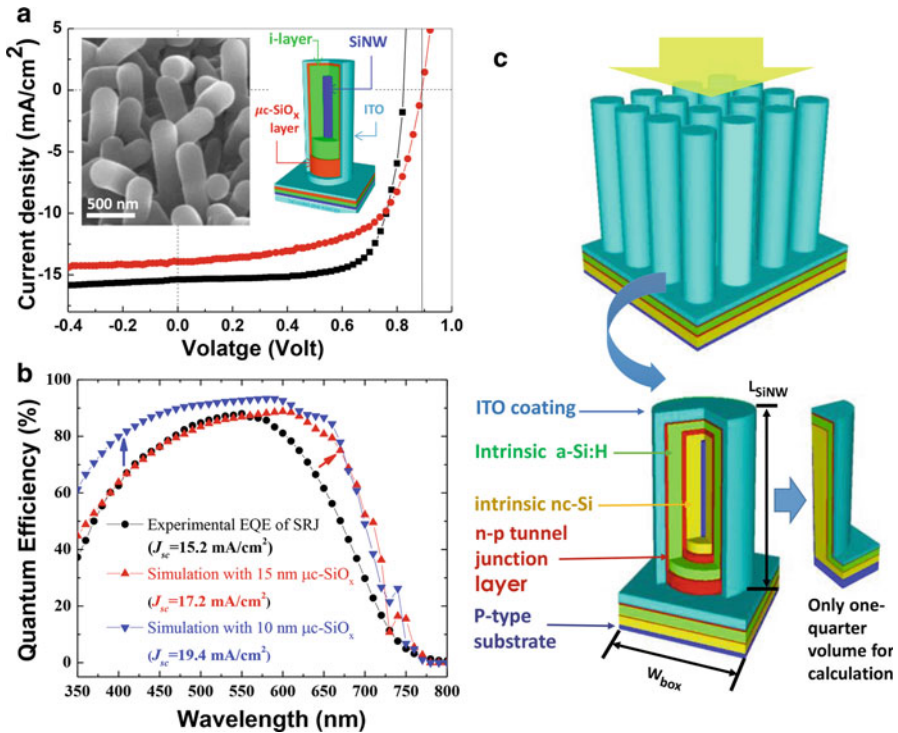 a
5
0
-5
-10
-15
Current density (mA/cm²)
-0.4
-0.2
0.0
0.2
0.4
0.6
0.8
1.0
Volatge (Volt)
500 nm
i-layer
SiNW
μc-SiOₓ
layer
ITO
b
100
90
80
70
60
50
40
30
20
10
0
Quantum Efficiency (%)
350
400
450
500
550
600
650
700
750
800
Wavelength (nm)
Experimental EQE of SRJ
(Jsc=15.2 mA/cm²)
Simulation with 15 nm μc-SiOₓ
(Jsc=17.2 mA/cm²)
Simulation with 10 nm μc-SiOₓ
(Jsc=19.4 mA/cm²)
c
ITO coating
Intrinsic a-Si:H
intrinsic nc-Si
n-p tunnel
junction
layer
P-type
substrate
LSiNW
Wbox
Only one-
quarter
volume for
calculation